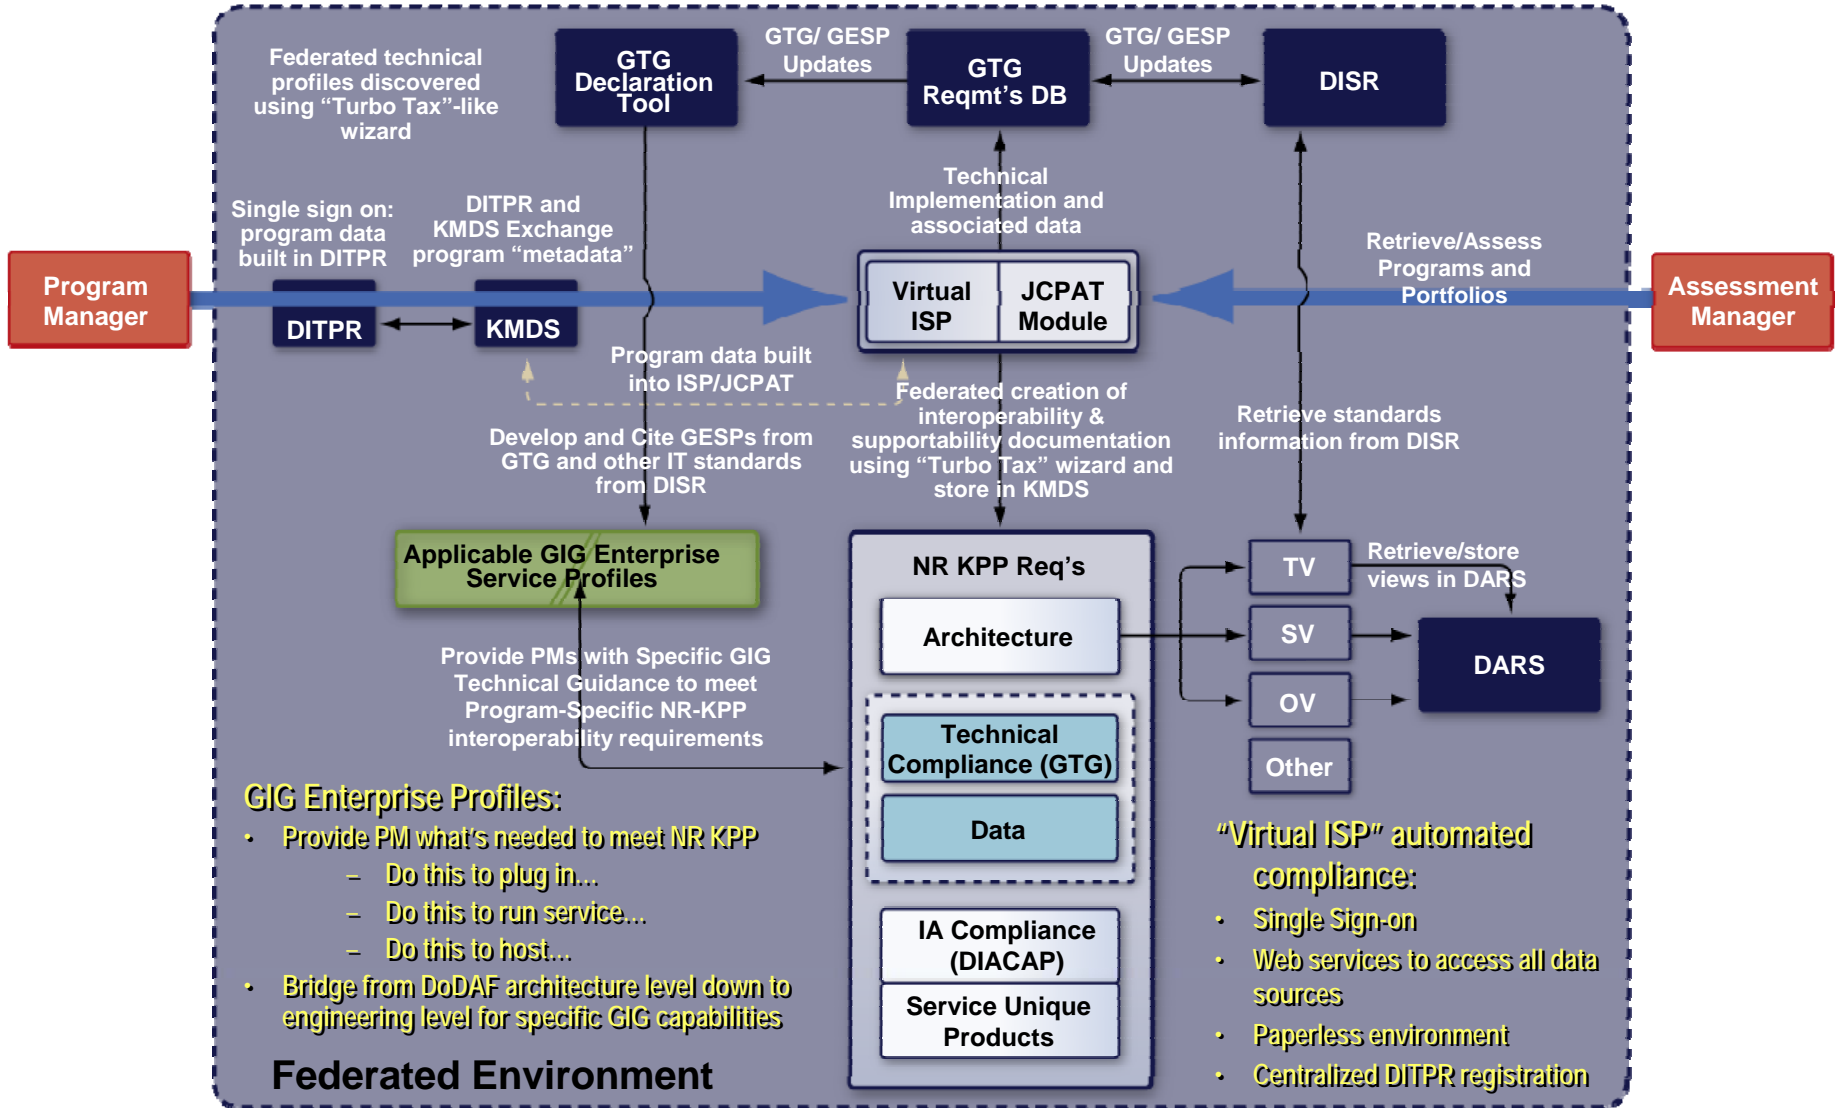 Federated technical
profiles discovered
using “Turbo Tax”-like
wizard
GTG
Declaration
Tool
GTG/ GESP
Updates
GTG
Reqmt's DB
GTG/ GESP
Updates
DISR
Single sign on:
program data
built in DITPR
DITPR and
KMDS Exchange
program “metadata”
Technical
Implementation and
associated data
Retrieve/Assess
Programs and
Portfolios
Program
Manager
DITPR
KMDS
Virtual
ISP
JCPAT
Module
Assessment
Manager
Program data built
into ISP/JCPAT
Federated creation of
interoperability &
supportability documentation
using “Turbo Tax” wizard and
store in KMDS
Develop and Cite GESPs from
GTG and other IT standards
from DISR
Retrieve standards
information from DISR
Applicable GIG Enterprise
Service Profiles
NR KPP Req's
Architecture
Technical
Compliance (GTG)
Data
IA Compliance
(DIACAP)
Service Unique
Products
TV
SV
OV
Other
Retrieve/store
views in DARS
DARS
Provide PMs with Specific GIG
Technical Guidance to meet
Program-Specific NR-KPP
interoperability requirements
GIG Enterprise Profiles:
• Provide PM what's needed to meet NR KPP
– Do this to plug in…
– Do this to run service…
– Do this to host…
• Bridge from DoDAF architecture level down to
engineering level for specific GIG capabilities
Federated Environment
“Virtual ISP” automated
compliance:
• Single Sign-on
• Web services to access all data
sources
• Paperless environment
• Centralized DITPR registration